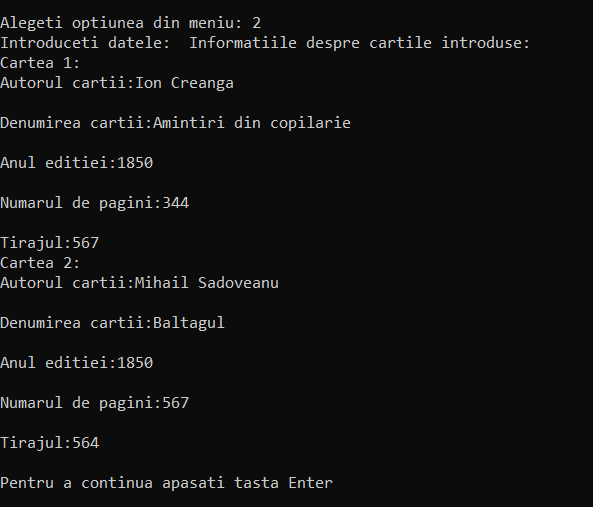 Alegeti optiunea din meniu: 2
Introduceti datele:  Informatiile despre cartile introduse:
Cartea 1:
Autorul cartii:Ion Creanga
Denumirea cartii:Amintiri din copilarie
Anul editiei:1850
Numarul de pagini:344
Tirajul:567
Cartea 2:
Autorul cartii:Mihail Sadoveanu
Denumirea cartii:Baltagul
Anul editiei:1850
Numarul de pagini:567
Tirajul:564
Pentru a continua apasati tasta Enter